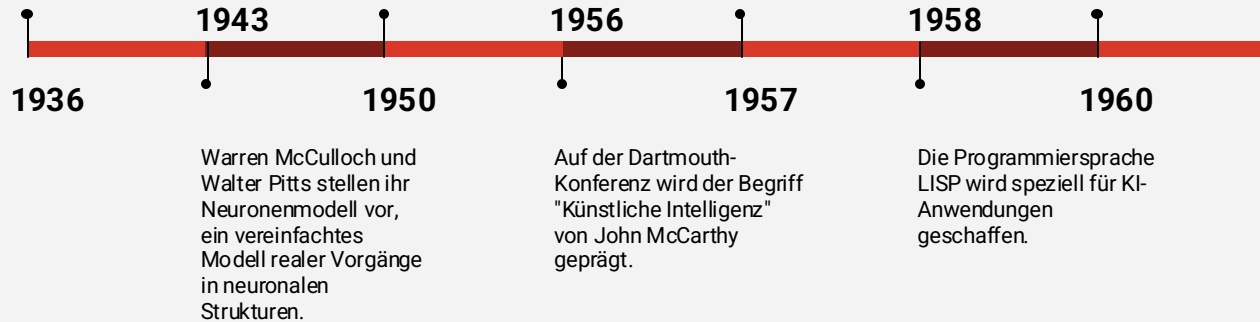 1943
1956
1958
1936
1950
1957
1960
Warren McCulloch und
Walter Pitts stellen ihr
Neuronenmodell vor,
ein vereinfachtes
Modell realer Vorgänge
in neuronalen
Strukturen.
Auf der Dartmouth-
Konferenz wird der Begriff
"Künstliche Intelligenz"
von John McCarthy
geprägt.
Die Programmiersprache
LISP wird speziell für KI-
Anwendungen
geschaffen.